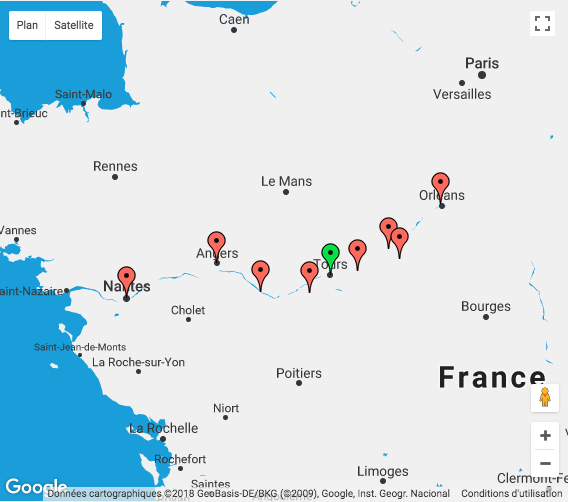 Caen
Plan
Satellite
Paris
Versailles
Saint-Malo
nt-Brieuc
Rennes
Le Mans
Orléans
Vannes
Angers
Tours
Nantes
aint-Nazaire
Cholet
Bourges
Saint-Jean-de-Monts
La Roche-sur-Yon
Poitiers
France
Niort
La Rochelle
Rochefort
Limoges
Saintes
Clermont-F
Google
Données cartographiques ©2018 GeoBasis-DE/BKG (©2009), Google, Inst. Geogr. Nacional
Conditions d'utilisation